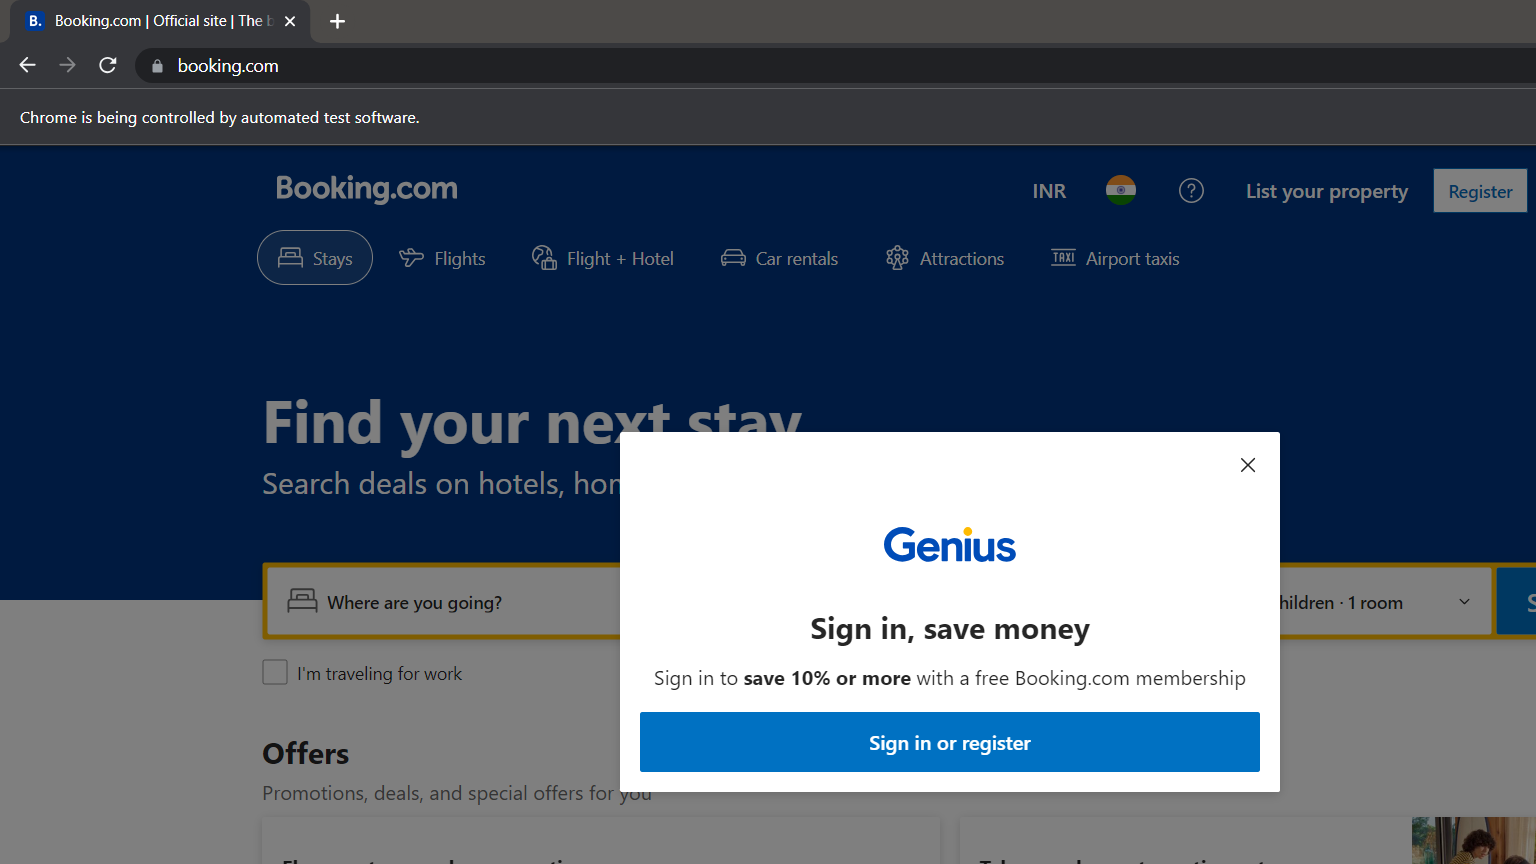 B. Booking.com | Official site | The b
booking.com
Chrome is being controlled by automated test software.
Booking.com
INR
List your property
Register
Stays
Flights
Flight + Hotel
Car rentals
TAXI Airport taxis
Attractions
Find your next stay
Search deals on hotels,
Genius
Sign in, save money
Sign in to save 10% or more with a free Booking.com membership
Sign in or register
Where are you going?
1 room
I'm traveling for work
Offers
Promotions, deals, and special offers for you